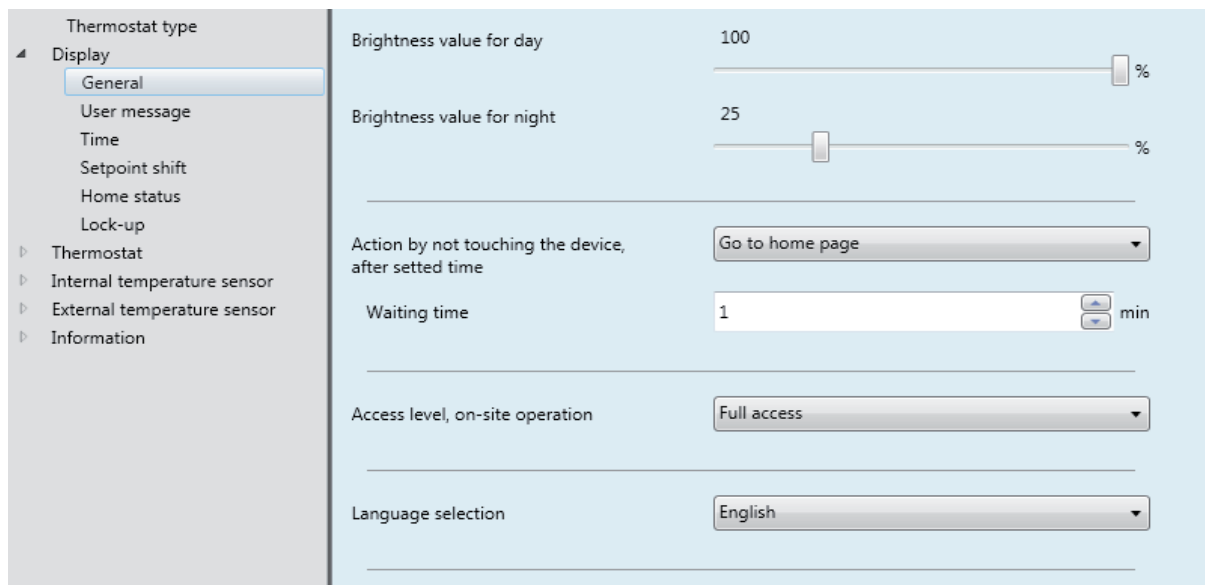 Thermostat type
Display
General
User message
Time
Setpoint shift
Home status
Lock-up
Thermostat
Internal temperature sensor
External temperature sensor
Information
Brightness value for day
100
%
Brightness value for night
25
%
Action by not touching the device,
after setted time
Go to home page
Waiting time
1
min
Access level, on-site operation
Full access
Language selection
English